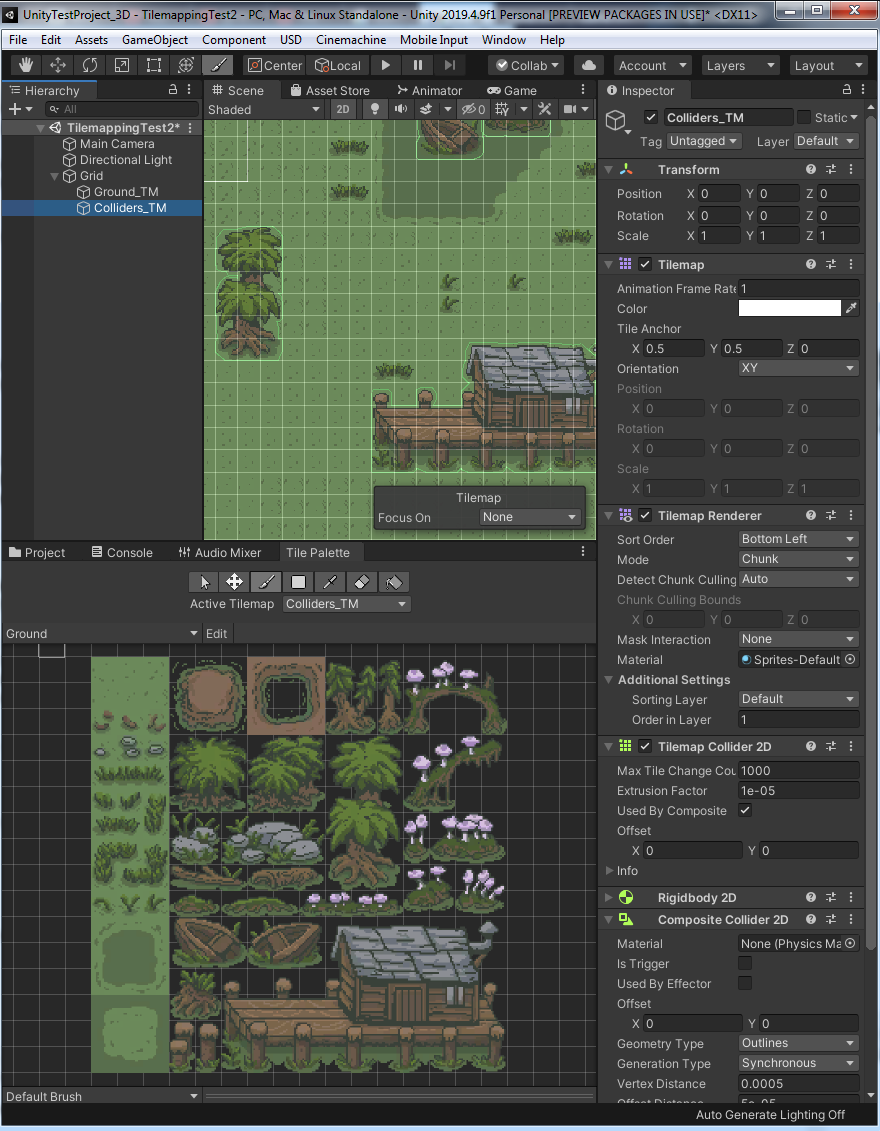 UnityTestProject_3D - TilemappingTest2 - PC, Mac & Linux Standalone - Unity 2019.4.9f1 Personal [PREVIEW PACKAGES IN USE]* <DX11>
File Edit Assets GameObject Component USD Cinemachine Mobile Input Window Help
Center Local Collab Account Layers Layout
Hierarchy
All
TilemappingTest2*
Main Camera
Directional Light
Grid
Ground_TM
Colliders_TM
Scene Asset Store Animator Game
Shaded 2D 0
Tilemap
Focus On None
Project Console Audio Mixer Tile Palette
Active Tilemap Colliders_TM
Ground Edit
Default Brush
Inspector
Colliders_TM Static
Tag Untagged Layer Default
Transform
Position X 0 Y 0 Z 0
Rotation X 0 Y 0 Z 0
Scale X 1 Y 1 Z 1
Tilemap
Animation Frame Rate 1
Color
Tile Anchor
X 0.5 Y 0.5 Z 0
Orientation XY
Position
X 0 Y 0 Z 0
Rotation
X 0 Y 0 Z 0
Scale
X 1 Y 1 Z 1
Tilemap Renderer
Sort Order Bottom Left
Mode Chunk
Detect Chunk Culling Auto
Chunk Culling Bounds
X 0 Y 0 Z 0
Mask Interaction None
Material Sprites-Default
Additional Settings
Sorting Layer Default
Order in Layer 1
Tilemap Collider 2D
Max Tile Change Cou 1000
Extrusion Factor 1e-05
Used By Composite
Offset
X 0 Y 0
Info
Rigidbody 2D
Composite Collider 2D
Material None (Physics Ma
Is Trigger
Used By Effector
Offset
X 0 Y 0
Geometry Type Outlines
Generation Type Synchronous
Vertex Distance 0.0005
Offset Distance 5e-05
Auto Generate Lighting Off